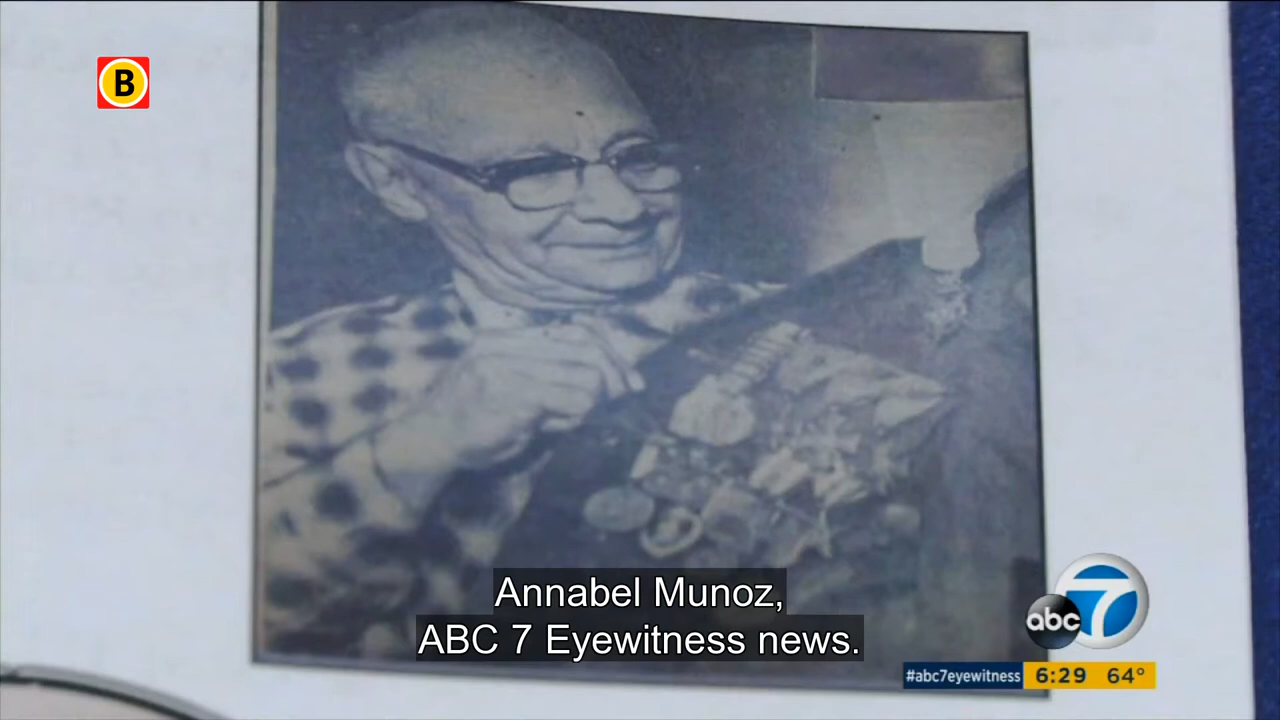 B
Annabel Munoz,
ABC 7 Eyewitness news.
abc 7
#abc7eyewitness 6:29 64°